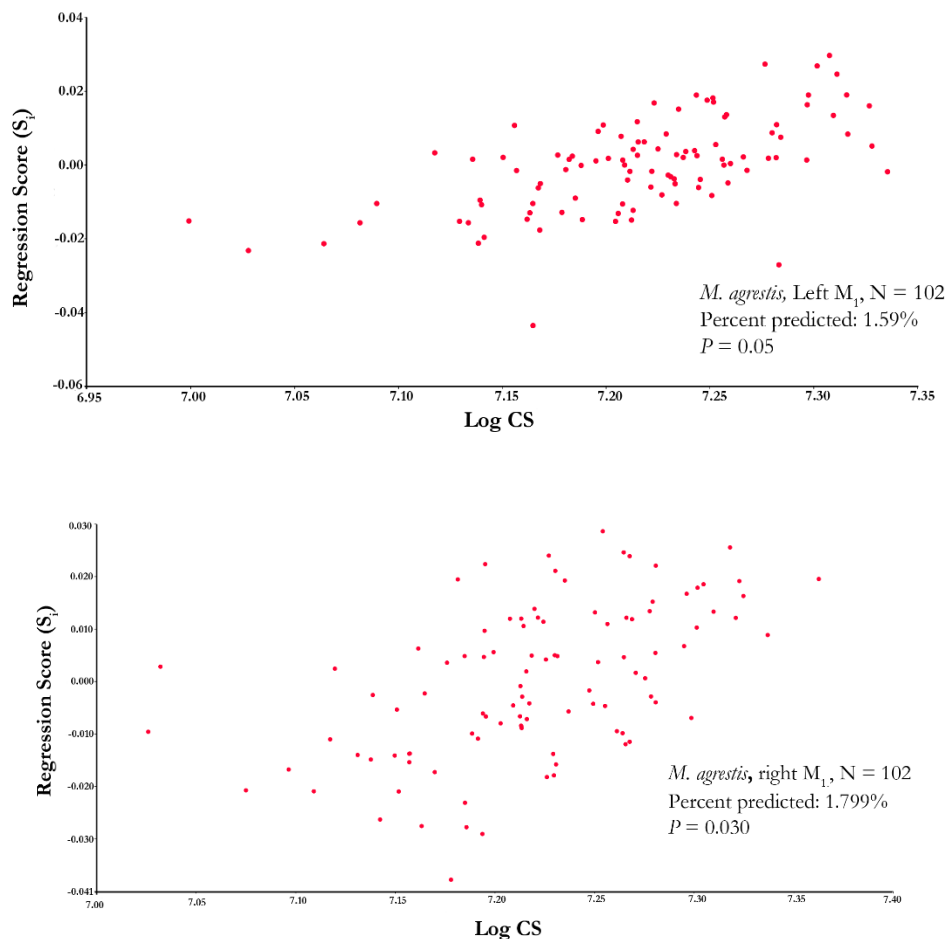 0.04
0.02
0.00
-0.02
-0.04
-0.06
Regression Score (Si)
6.95 7.00 7.05 7.10 7.15 7.20 7.25 7.30 7.35
Log CS
M. agrestis, Left M1, N = 102
Percent predicted: 1.59%
P = 0.05
0.030
0.020
0.010
0.000
-0.010
-0.020
-0.030
-0.041
Regression Score (Si)
7.00 7.05 7.10 7.15 7.20 7.25 7.30 7.35 7.40
Log CS
M. agrestis, right M1, N = 102
Percent predicted: 1.799%
P = 0.030